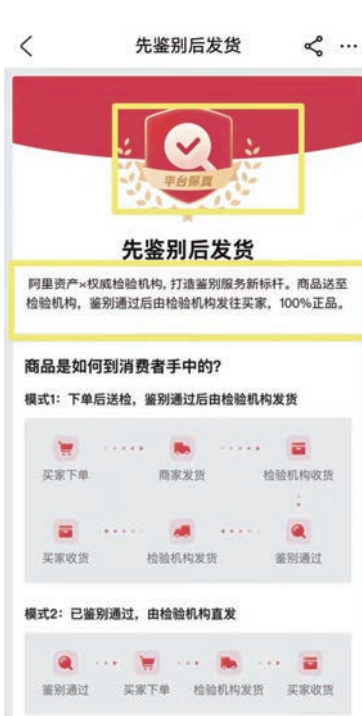 先鉴别后发货
平台保真
先鉴别后发货
阿里资产×权威检验机构, 打造鉴别服务新标杆。商品送至
检验机构, 鉴别通过后由检验机构发往买家, 100%正品。
商品是如何到消费者手中的?
模式1: 下单后送检, 鉴别通过后由检验机构发货
买家下单 商家发货 检验机构收货
买家收货 检验机构发货 鉴别通过
模式2: 已鉴别通过, 由检验机构直发
鉴别通过 买家下单 检验机构发货 买家收货